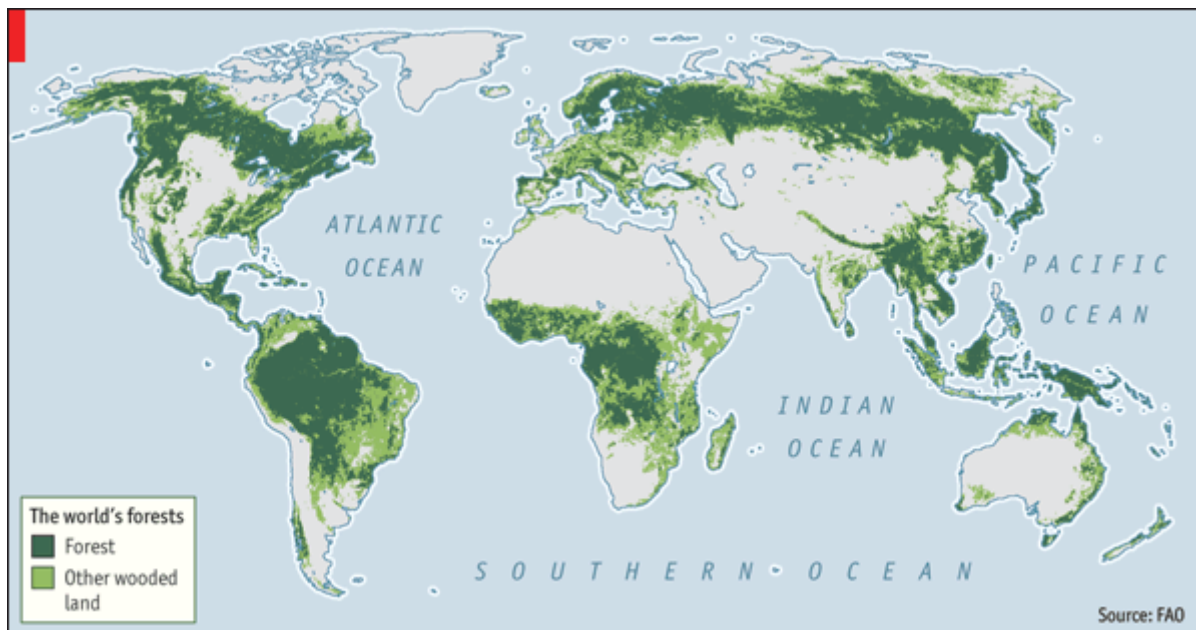 ATLANTIC
OCEAN
PACIFIC
OCEAN
INDIAN
OCEAN
SOUTHERN OCEAN
The world's forests
Forest
Other wooded
land
Source: FAO